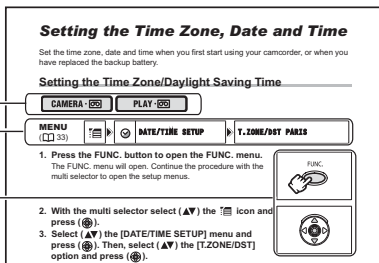 Setting the Time Zone, Date and Time
Set the time zone, date and time when you first start using your camcorder, or when you
have replaced the backup battery.
Setting the Time Zone/Daylight Saving Time
CAMERA · PLAY ·
MENU
( 33)
DATE/TIME SETUP T.ZONE/DST PARIS
1. Press the FUNC. button to open the FUNC. menu.
The FUNC. menu will open. Continue the procedure with the
multi selector to open the setup menus.
FUNC.
2. With the multi selector select (▲▼) the icon and
press ( ).
3. Select (▲▼) the [DATE/TIME SETUP] menu and
press ( ). Then, select (▲▼) the [T.ZONE/DST]
option and press ( ).